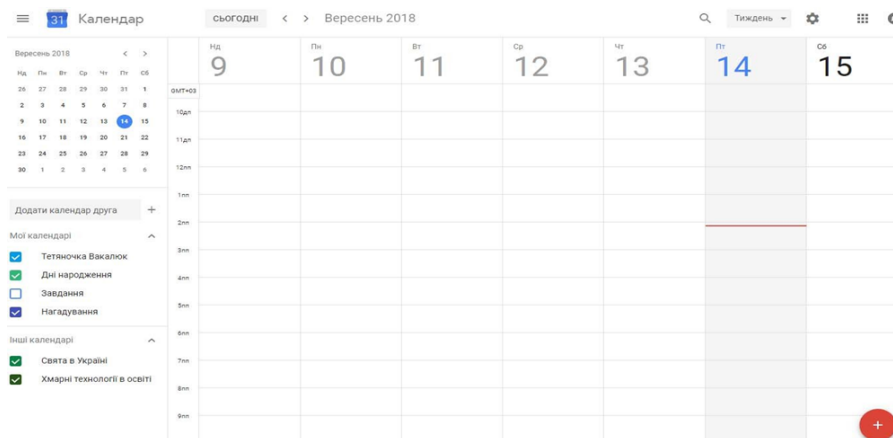 31 Календар СЬОГОДНІ < > Вересень 2018 Тиждень
Вересень 2018 < >
Нд Пн Вт Ср Чт Пт Сб
26 27 28 29 30 31 1
2 3 4 5 6 7 8
9 10 11 12 13 14 15
16 17 18 19 20 21 22
23 24 25 26 27 28 29
30 1 2 3 4 5 6
Додати календар друга +
Мої календарі
Тетяночка Вакалюк
Дні народження
Завдання
Нагадування
Інші календарі
Свята в Україні
Хмарні технології в освіті
Нд Пн Вт Ср Чт Пт Сб
9 10 11 12 13 14 15
GMT+03
10дп
11дп
12пп
1пп
2пп
3пп
4пп
5пп
6пп
7пп
8пп
9пп
+